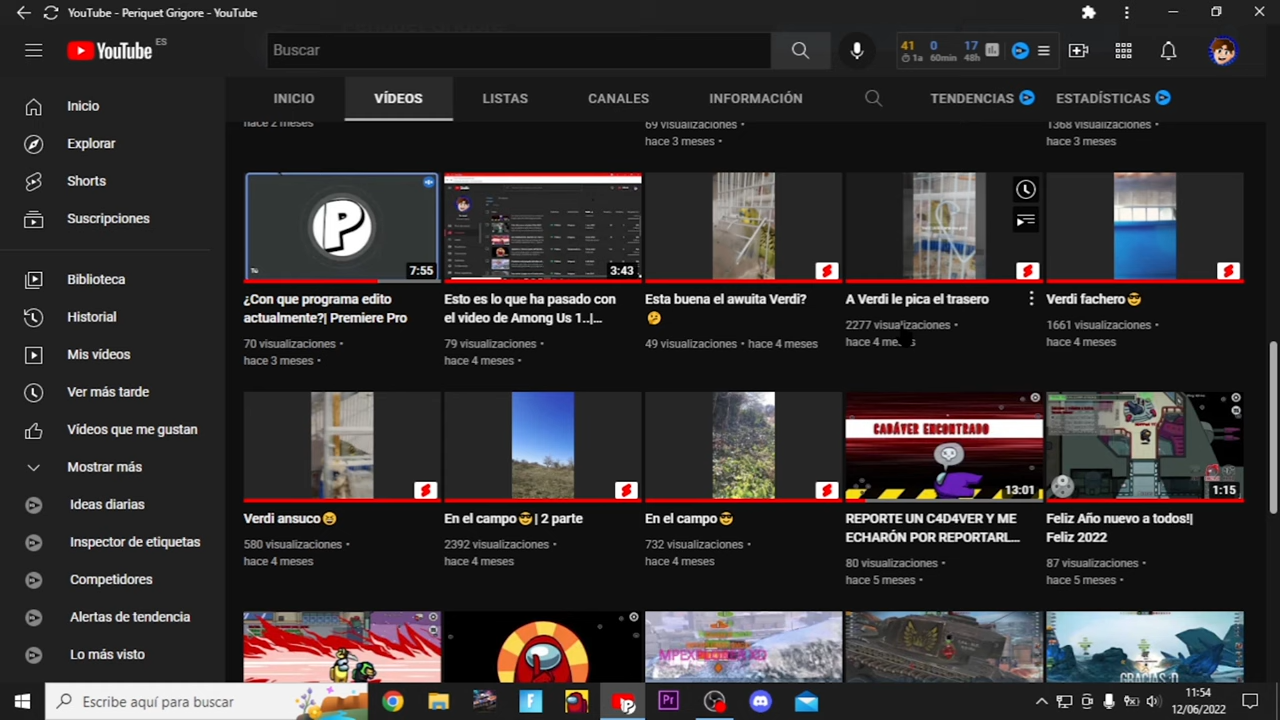 YouTube - Periquet Grigore - YouTube
YouTube ES
Buscar
41 0 17
1a 60min 48h
INICIO VÍDEOS LISTAS CANALES INFORMACIÓN TENDENCIAS ESTADÍSTICAS
Inicio
Explorar
Shorts
Suscripciones
Biblioteca
Historial
Mis vídeos
Ver más tarde
Vídeos que me gustan
Mostrar más
Ideas diarias
Inspector de etiquetas
Competidores
Alertas de tendencia
Lo más visto
hace 2 meses
69 visualizaciones •
hace 3 meses •
1368 visualizaciones •
hace 3 meses
P
Tú
7:55
¿Con que programa edito
actualmente?| Premiere Pro
70 visualizaciones •
hace 3 meses •
3:43
Esto es lo que ha pasado con
el video de Among Us 1..|...
79 visualizaciones •
hace 4 meses •
Esta buena el awuita Verdi?
🤔
49 visualizaciones • hace 4 meses
A Verdi le pica el trasero
2277 visualizaciones •
hace 4 meses
Verdi fachero😎
1661 visualizaciones •
hace 4 meses
Verdi ansuco😆
580 visualizaciones •
hace 4 meses
En el campo😎| 2 parte
2392 visualizaciones •
hace 4 meses
En el campo😎
732 visualizaciones •
hace 4 meses
CADÁVER ENCONTRADO
13:01
REPORTE UN C4D4VER Y ME
ECHARÓN POR REPORTARL...
80 visualizaciones •
hace 5 meses •
1:15
Feliz Año nuevo a todos!|
Feliz 2022
87 visualizaciones •
hace 5 meses •
GRACIAS :D
Escribe aquí para buscar
Pr
11:54
12/06/2022